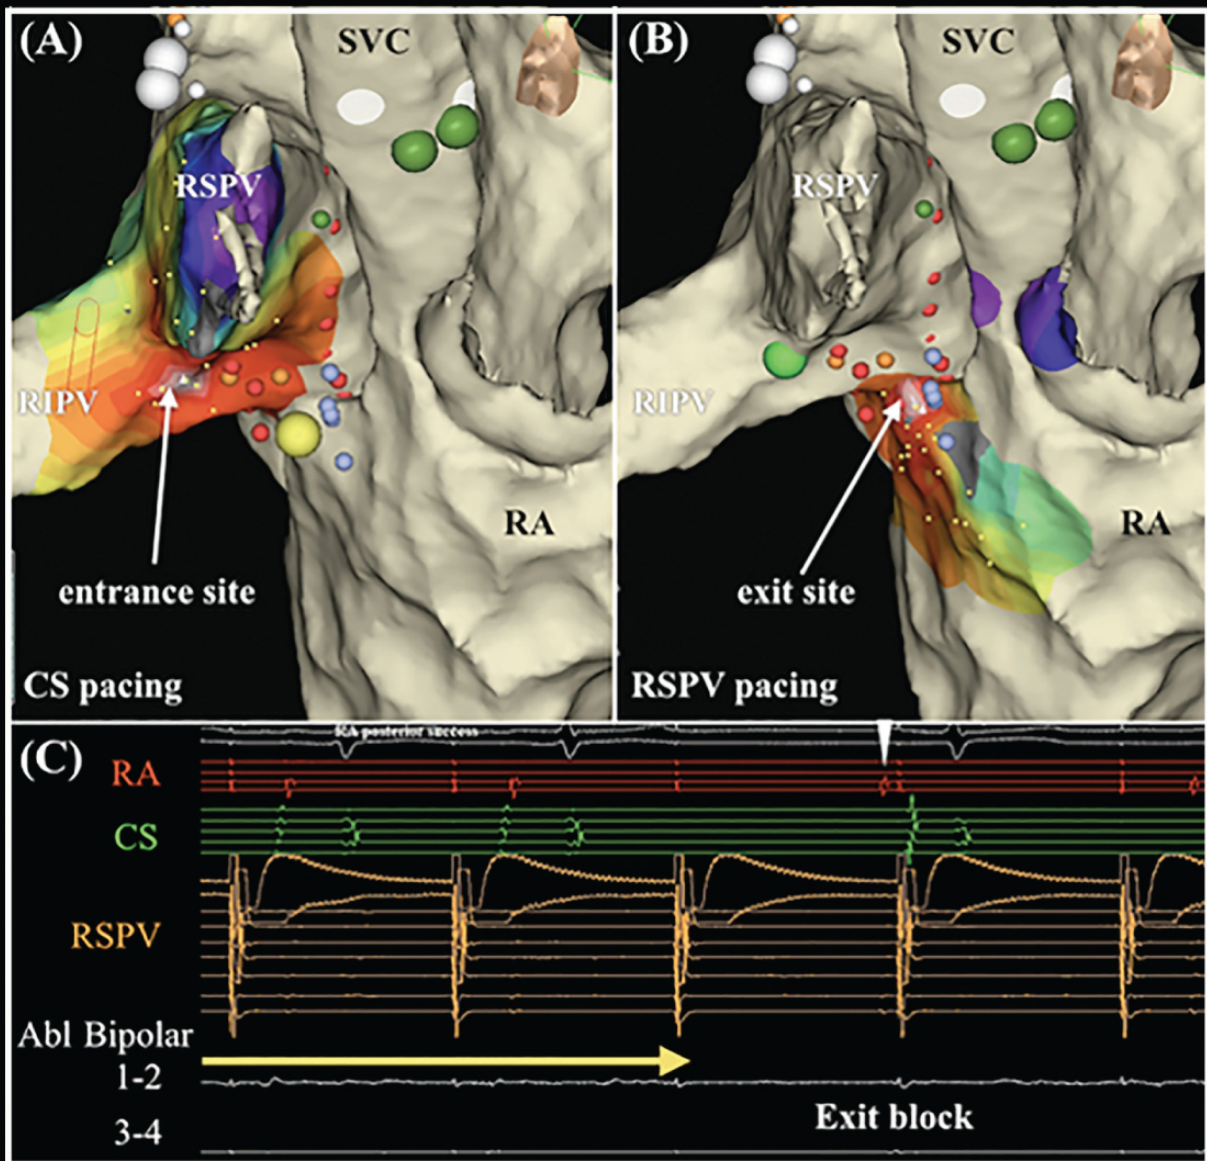 (A)
SVC
RSPV
RIPV
RA
entrance site
CS pacing
(B)
SVC
RSPV
RIPV
RA
exit site
RSPV pacing
(C)
RA posterior success
RA
CS
RSPV
Abl Bipolar
1-2
Exit block
3-4